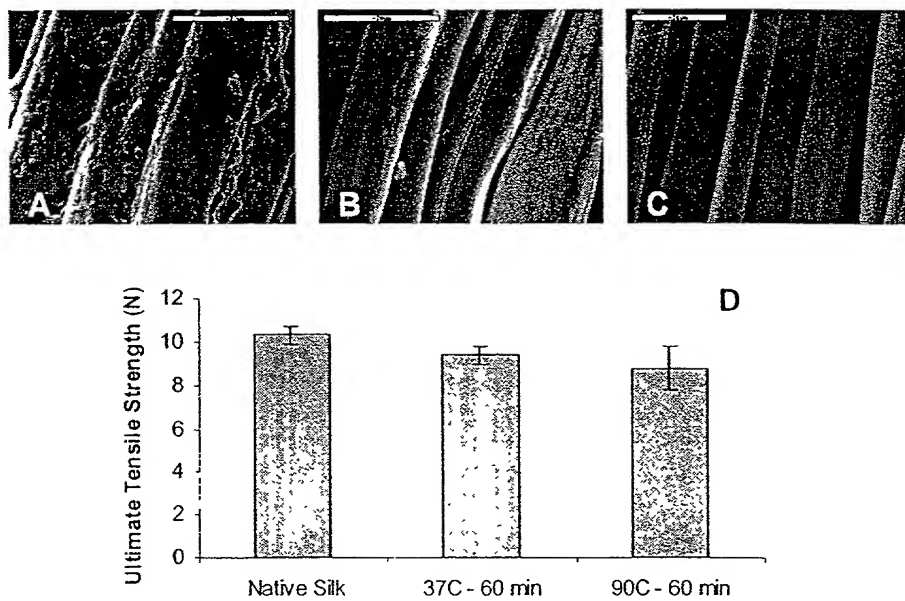 A
B
C
D
Ultimate Tensile Strength (N)
12
10
8
6
4
2
0
Native Silk
37C - 60 min
90C - 60 min